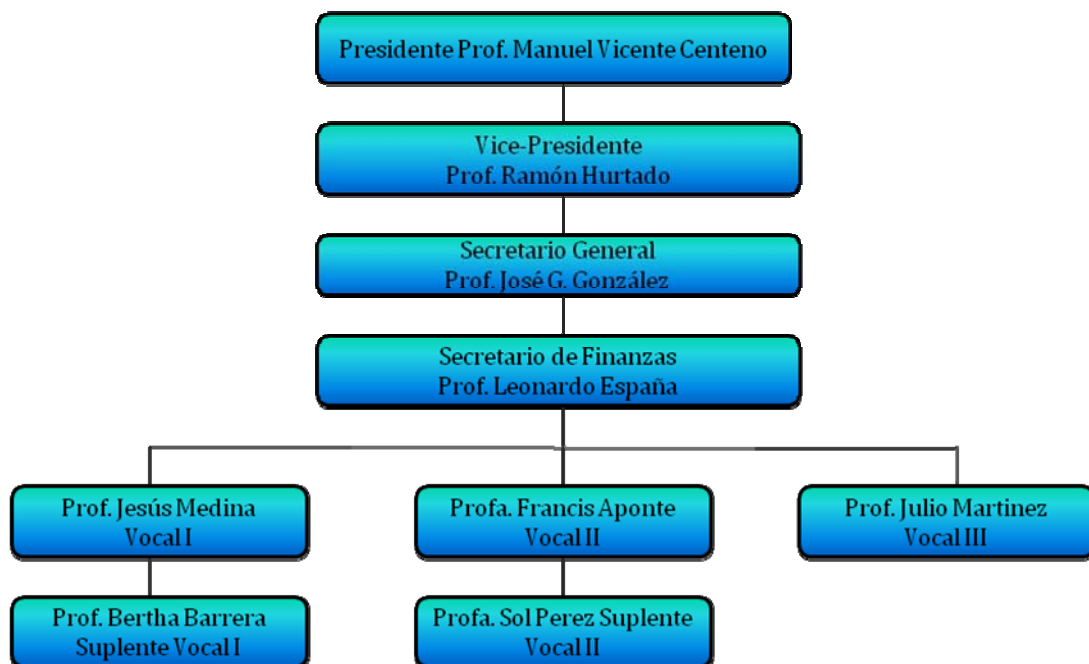 Presidente Prof. Manuel Vicente Centeno
Vice-Presidente
Prof. Ramón Hurtado
Secretario General
Prof. José G. González
Secretario de Finanzas
Prof. Leonardo España
Prof. Jesús Medina
Vocal I
Profa. Francis Aponte
Vocal II
Prof. Julio Martinez
Vocal III
Prof. Bertha Barrera
Suplente Vocal I
Profa. Sol Perez Suplente
Vocal II